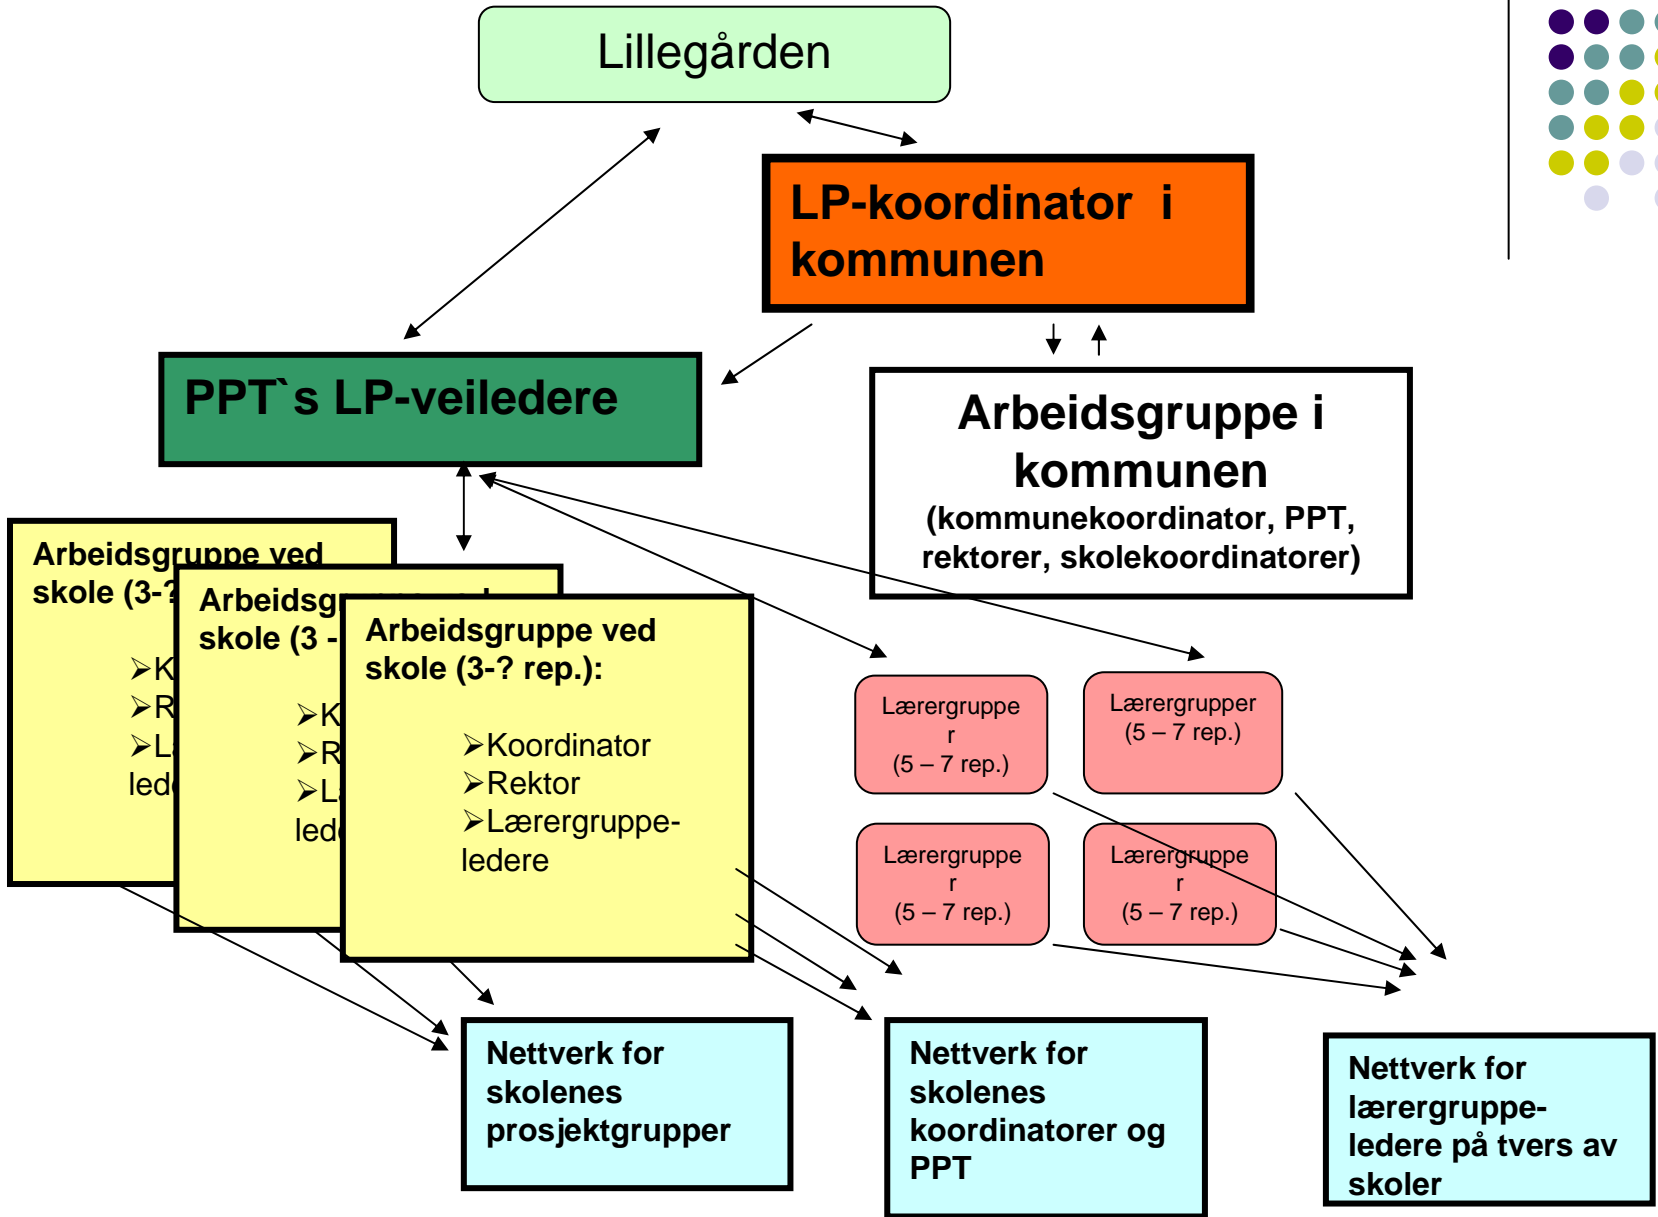 Lillegården
LP-koordinator i
kommunen
PPT`s LP-veiledere
Arbeidsgruppe i
kommunen
(kommunekoordinator, PPT,
rektorer, skolekoordinatorer)
Arbeidsgruppe ved
skole (3-?
➢K
➢R
➢L
lede
skole (3 -
➢K
➢R
➢L
lede
Arbeidsgruppe ved
skole (3-? rep.):
➢Koordinator
➢Rektor
➢Lærergruppe-
ledere
Lærergruppe
r
(5 – 7 rep.)
Lærergrupper
(5 – 7 rep.)
Lærergruppe
r
(5 – 7 rep.)
Lærergruppe
r
(5 – 7 rep.)
Nettverk for
skolenes
prosjektgrupper
Nettverk for
skolenes
koordinatorer og
PPT
Nettverk for
lærergruppe-
ledere på tvers av
skoler